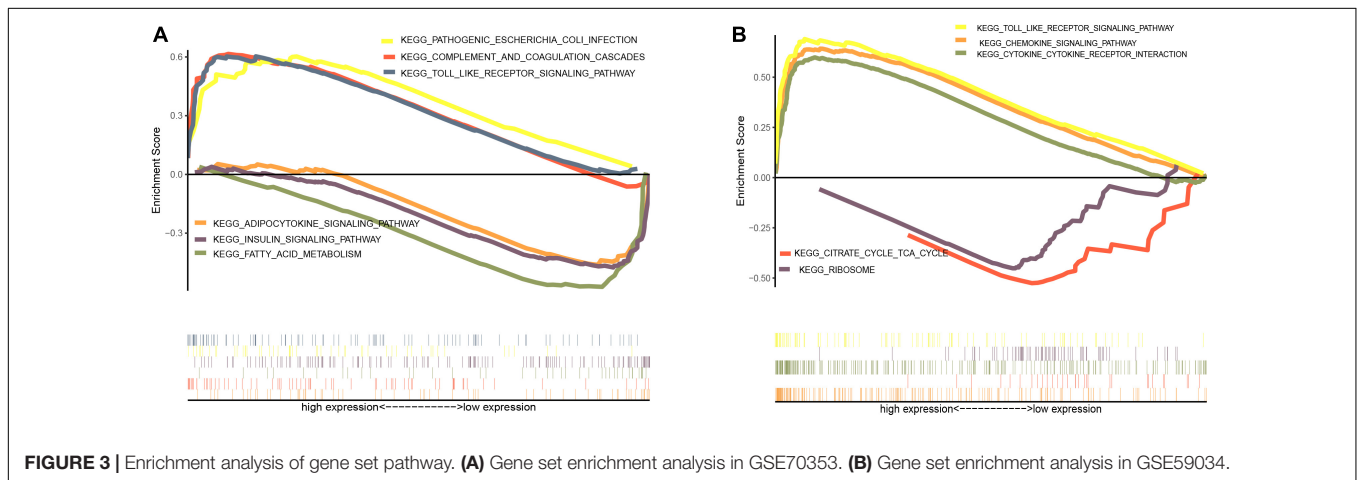 A
KEGG_PATHOGENIC_ESCHERICHIA_COLI_INFECTION
KEGG_COMPLEMENT_AND_COAGULATION_CASCADES
KEGG_TOLL_LIKE_RECEPTOR_SIGNALING_PATHWAY
0.6
0.3
0.0
−0.3
Enrichment Score
KEGG_ADIPOCYTOKINE_SIGNALING_PATHWAY
KEGG_INSULIN_SIGNALING_PATHWAY
KEGG_FATTY_ACID_METABOLISM
high expression<------------>low expression
B
KEGG_TOLL_LIKE_RECEPTOR_SIGNALING_PATHWAY
KEGG_CHEMOKINE_SIGNALING_PATHWAY
KEGG_CYTOKINE_CYTOKINE_RECEPTOR_INTERACTION
0.50
0.25
0.00
−0.25
−0.50
Enrichment Score
KEGG_CITRATE_CYCLE_TCA_CYCLE
KEGG_RIBOSOME
high expression<------------>low expression
FIGURE 3 | Enrichment analysis of gene set pathway. (A) Gene set enrichment analysis in GSE70353. (B) Gene set enrichment analysis in GSE59034.